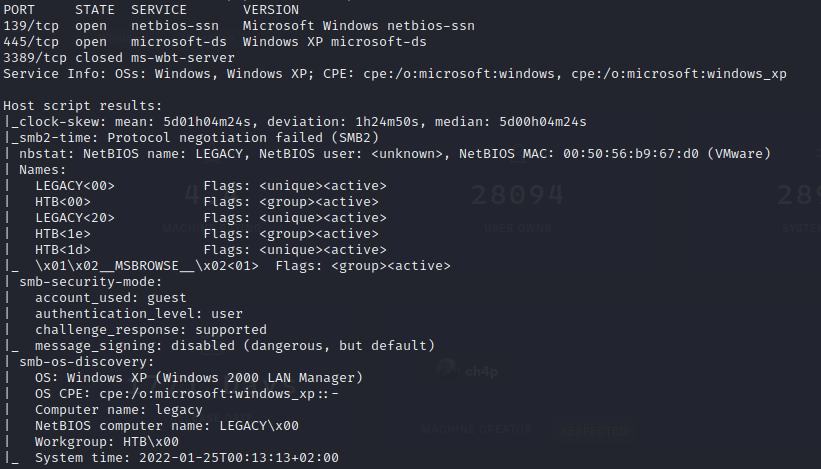 PORT     STATE  SERVICE       VERSION
139/tcp  open   netbios-ssn   Microsoft Windows netbios-ssn
445/tcp  open   microsoft-ds  Windows XP microsoft-ds
3389/tcp closed ms-wbt-server
Service Info: OSs: Windows, Windows XP; CPE: cpe:/o:microsoft:windows, cpe:/o:microsoft:windows_xp

Host script results:
|_clock-skew: mean: 5d01h04m24s, deviation: 1h24m50s, median: 5d00h04m24s
|_smb2-time: Protocol negotiation failed (SMB2)
| nbstat: NetBIOS name: LEGACY, NetBIOS user: <unknown>, NetBIOS MAC: 00:50:56:b9:67:d0 (VMware)
| Names:
|   LEGACY<00>           Flags: <unique><active>
|   HTB<00>              Flags: <group><active>
|   LEGACY<20>           Flags: <unique><active>
|   HTB<1e>              Flags: <group><active>
|   HTB<1d>              Flags: <unique><active>
|_  \x01\x02__MSBROWSE__\x02<01>  Flags: <group><active>
| smb-security-mode:
|   account_used: guest
|   authentication_level: user
|   challenge_response: supported
|_  message_signing: disabled (dangerous, but default)
| smb-os-discovery:
|   OS: Windows XP (Windows 2000 LAN Manager)
|   OS CPE: cpe:/o:microsoft:windows_xp::-
|   Computer name: legacy
|   NetBIOS computer name: LEGACY\x00
|   Workgroup: HTB\x00
|_  System time: 2022-01-25T00:13:13+02:00
28094
USER OWNS
ch4p
MACHINE CREATOR